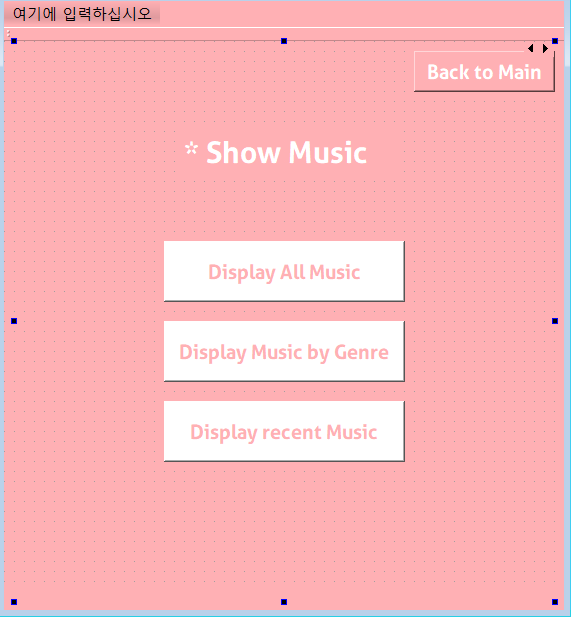 여기에 입력하십시오
Back to Main
* Show Music
Display All Music
Display Music by Genre
Display recent Music